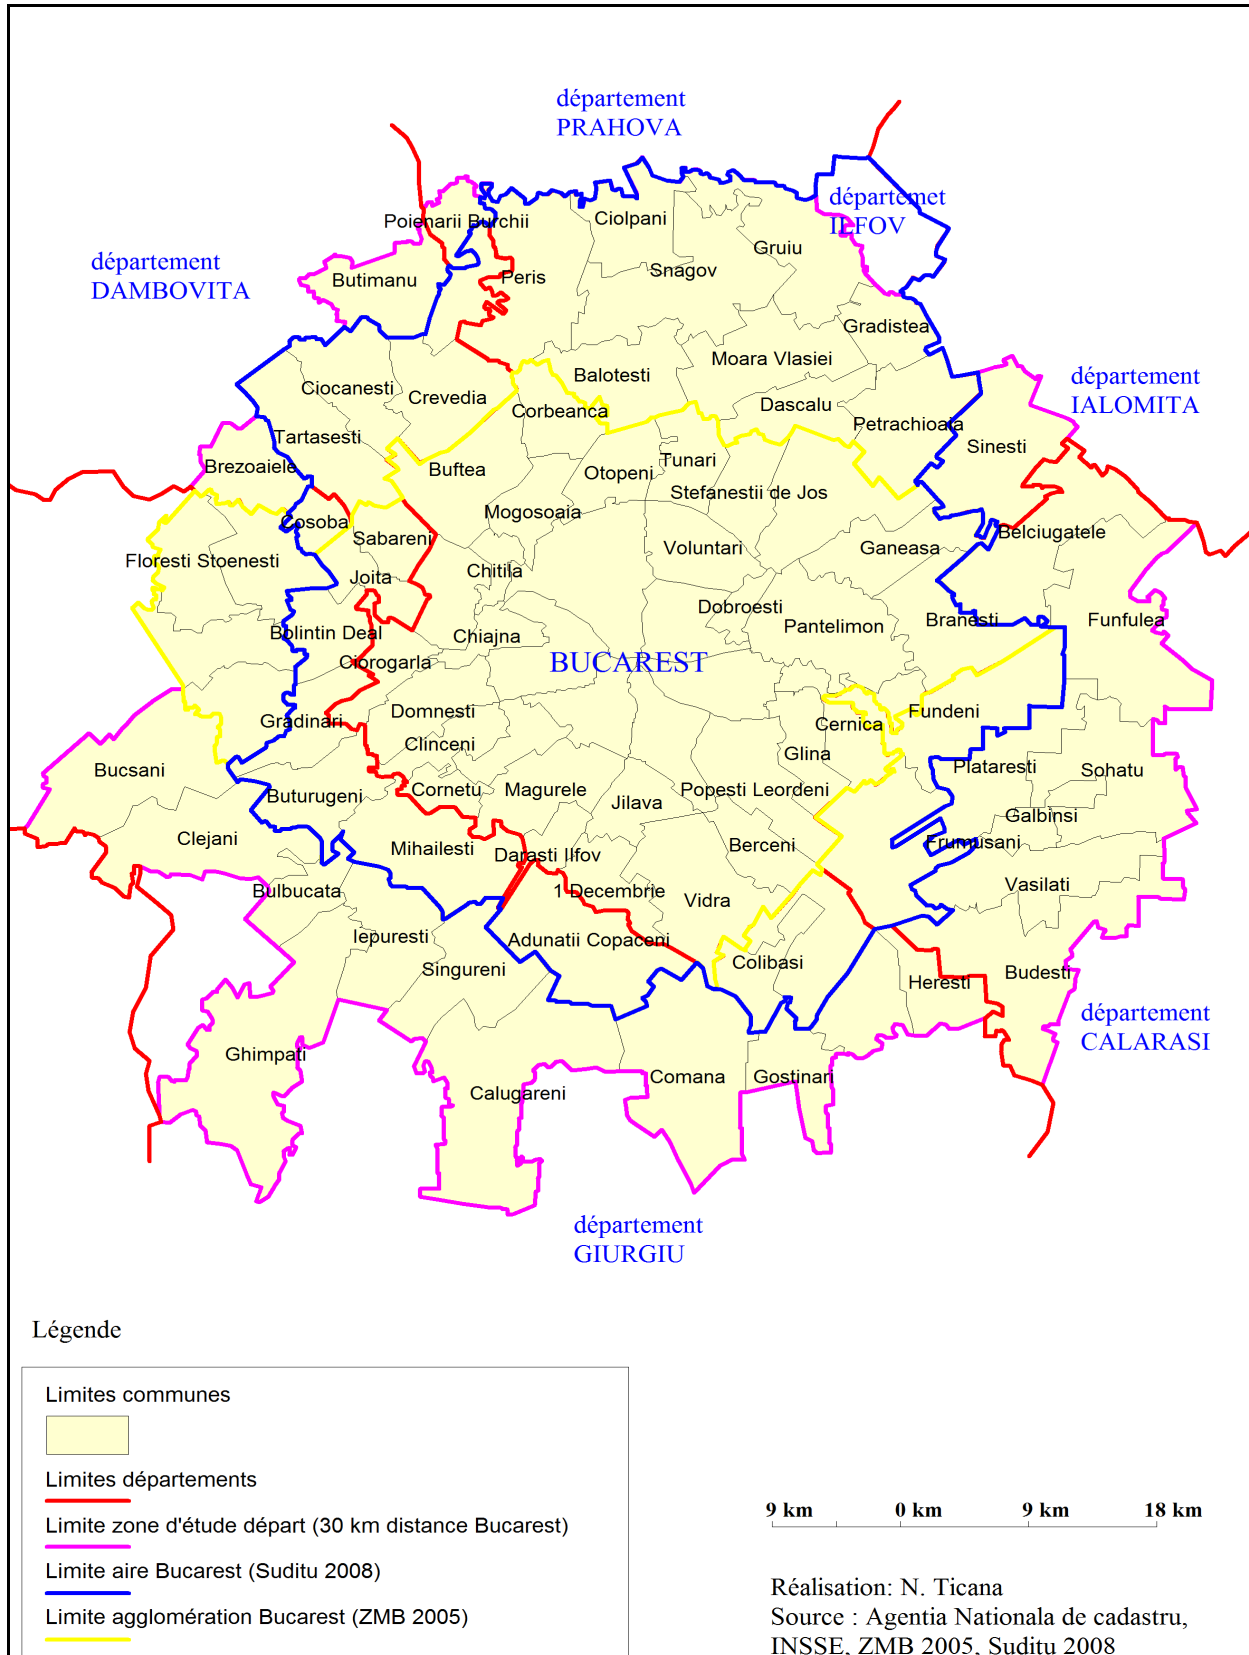 département
PRAHOVA
départemet
ILFOV
Poienarii Burchii
Ciolpani
Gruiu
département
DAMBOVITA
Butimanu
Peris
Snagov
Gradistea
Moara Vlasiei
Balotesti
département
IALOMITA
Ciocanesti
Crevedia
Corbeanca
Dascalu
Petrachioaia
Tartasesti
Sinesti
Brezoaiele
Buftea
Otopeni
Tunari
Stefanestii de Jos
Mogosoaia
Cosoba
Sabareni
Belciugatele
Voluntari
Ganeasa
Floresti Stoenesti
Joita
Chitila
Dobroesti
Pantelimon
Branesti
Funfulea
Bolintin Deal
Chiajna
Ciorogarla
BUCAREST
Gradinari
Domnesti
Cernica
Fundeni
Clinceni
Glina
Bucsani
Plataresti
Sohatu
Buturugeni
Cornetu
Magurele
Jilava
Popesti Leordeni
Galbinsi
Clejani
Mihailesti
Darasti Ilfov
Berceni
Frumusani
Bulbucata
1 Decembrie
Vidra
Vasilati
Iepuresti
Adunatii Copaceni
Singureni
Colibasi
Heresti
Budesti
département
CALARASI
Ghimpati
Calugareni
Comana
Gostinari
département
GIURGIU
Légende
Limites communes
Limites départements
Limite zone d'étude départ (30 km distance Bucarest)
Limite aire Bucarest (Suditu 2008)
Limite agglomération Bucarest (ZMB 2005)
9 km 0 km 9 km 18 km
Réalisation: N. Ticana
Source : Agentia Nationala de cadastru,
INSSE, ZMB 2005, Suditu 2008